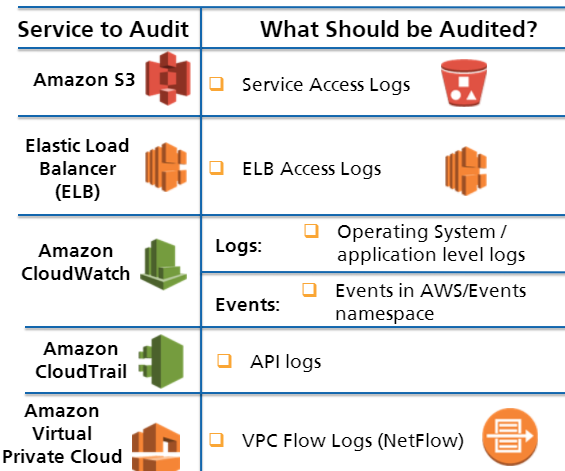 Service to Audit
What Should be Audited?
Amazon S3
Service Access Logs
Elastic Load
Balancer
(ELB)
ELB Access Logs
Amazon
CloudWatch
Logs:
Operating System /
application level logs
Events:
Events in AWS/Events
namespace
Amazon
CloudTrail
API logs
Amazon
Virtual
Private Cloud
VPC Flow Logs (NetFlow)